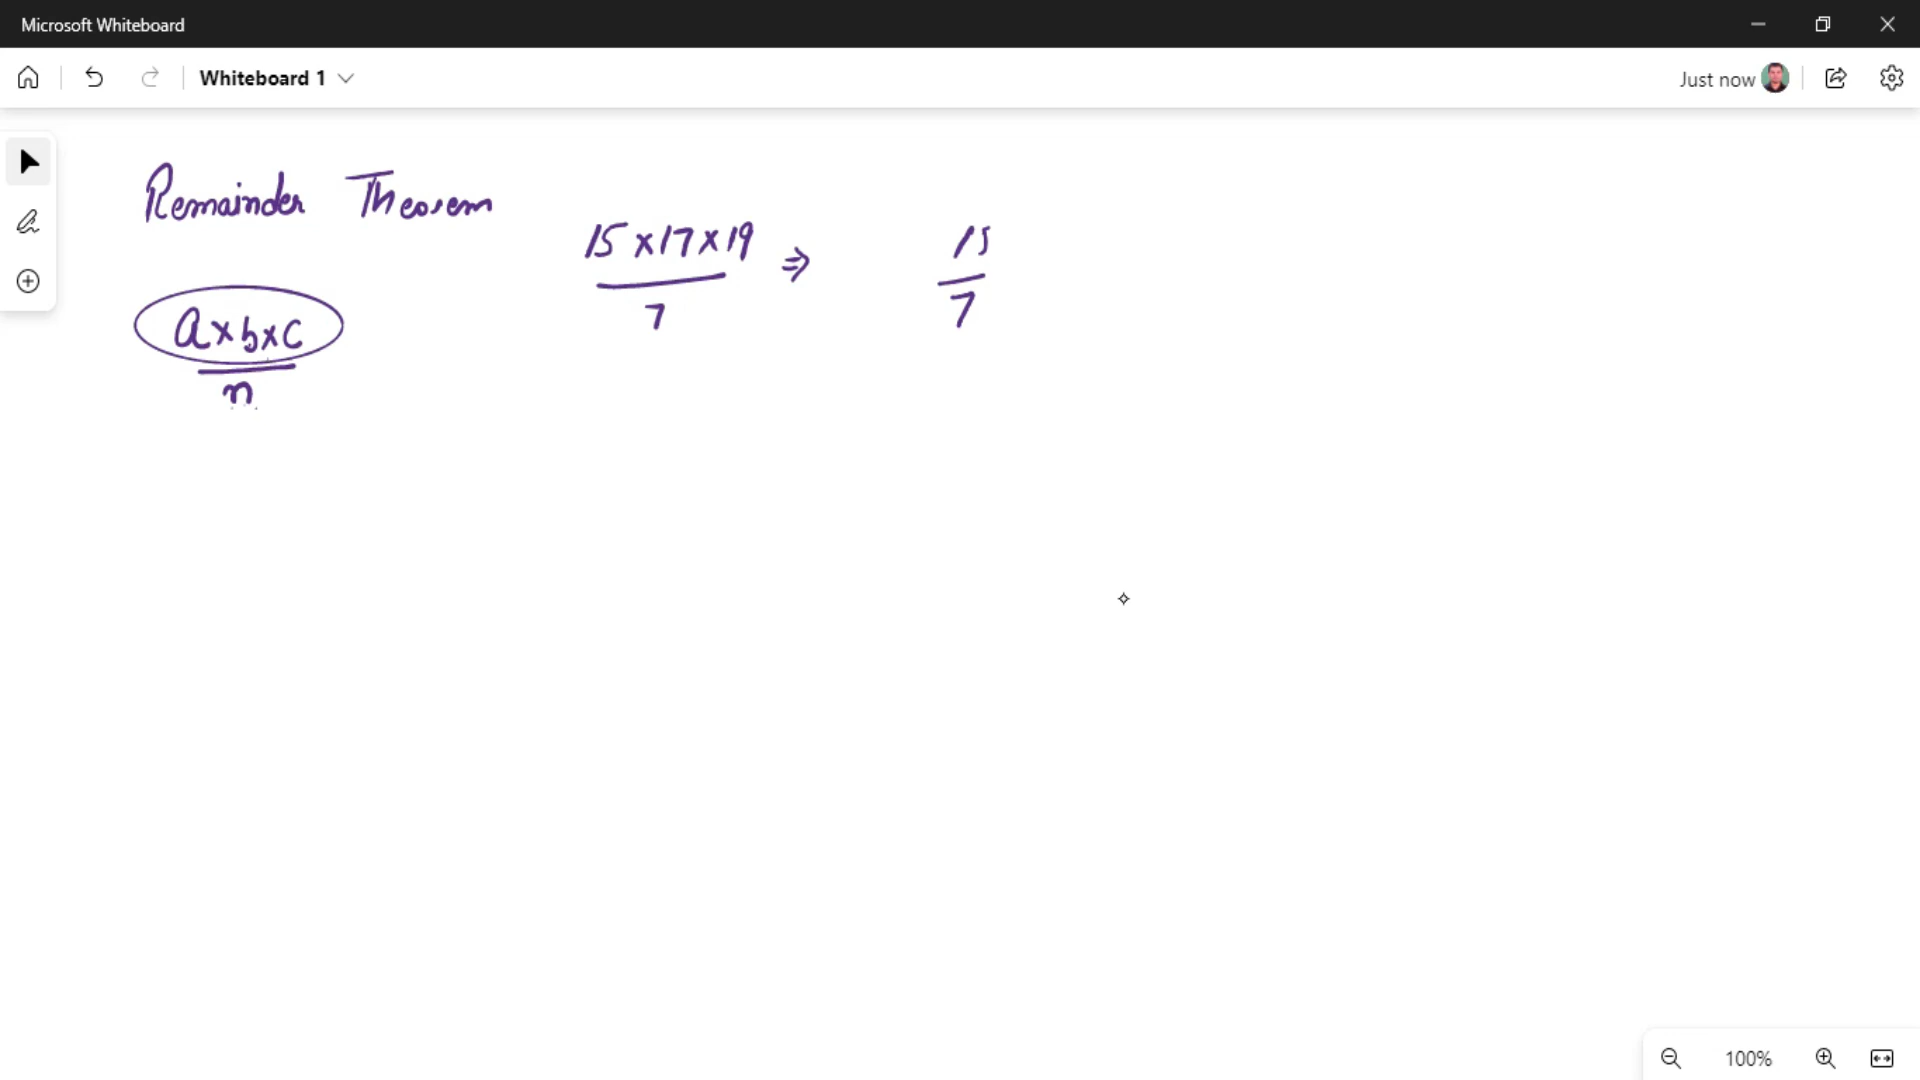 Microsoft Whiteboard
Whiteboard 1
Just now
Remainder Theorem
15 x 17 x 19
7
⇒
15
7
a x b x c
n
100%